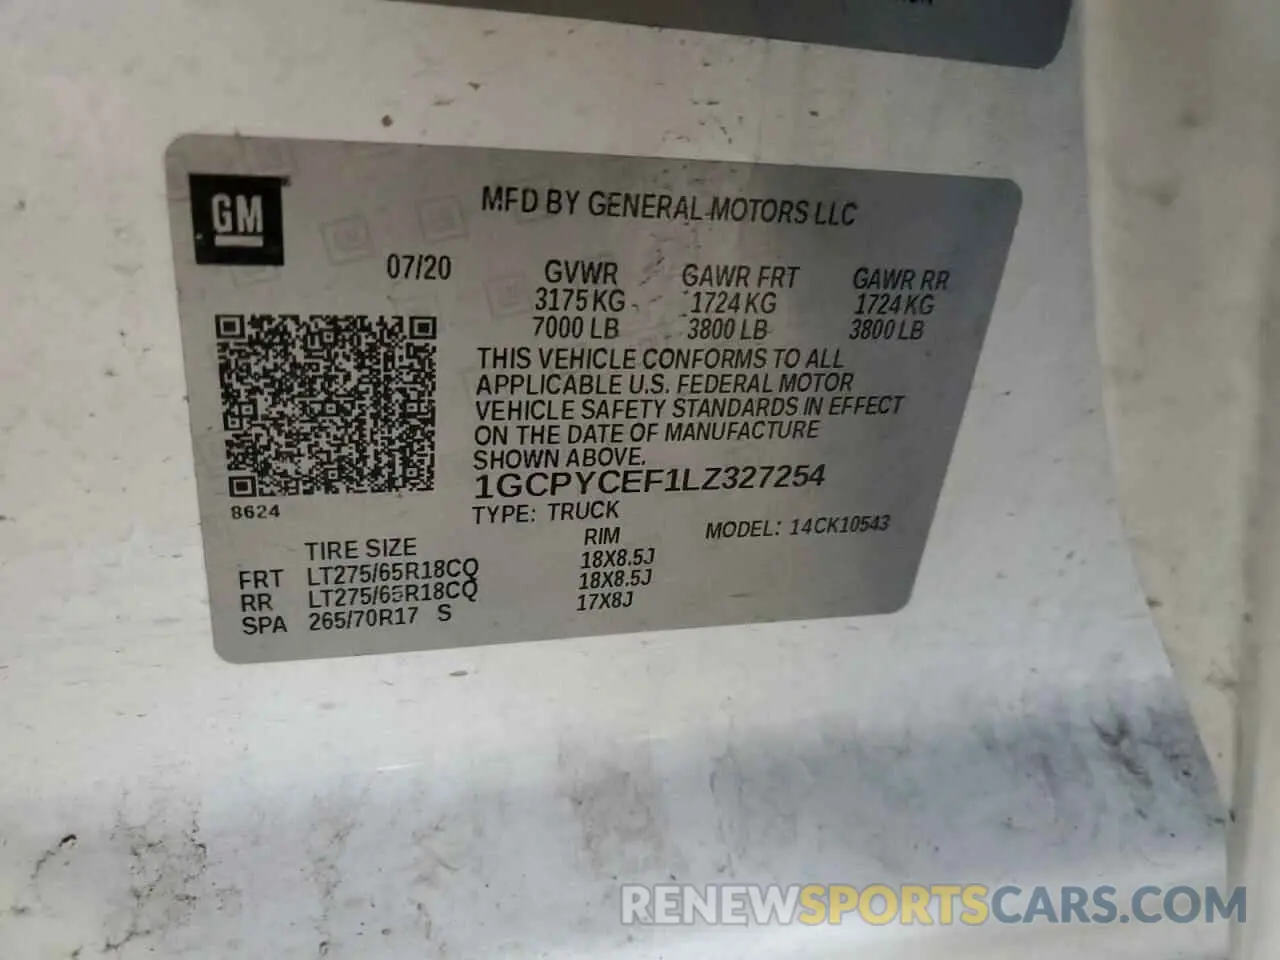 GM
MFD BY GENERAL MOTORS LLC
07/20
GVWR GAWR FRT GAWR RR
3175 KG 1724 KG 1724 KG
7000 LB 3800 LB 3800 LB
THIS VEHICLE CONFORMS TO ALL
APPLICABLE U.S. FEDERAL MOTOR
VEHICLE SAFETY STANDARDS IN EFFECT
ON THE DATE OF MANUFACTURE
SHOWN ABOVE.
1GCPYCEF1LZ327254
8624
TYPE: TRUCK MODEL: 14CK10543
TIRE SIZE RIM
FRT LT275/65R18CQ 18X8.5J
RR LT275/65R18CQ 18X8.5J
SPA 265/70R17 S 17X8J
RENEWSPORTSCARS.COM